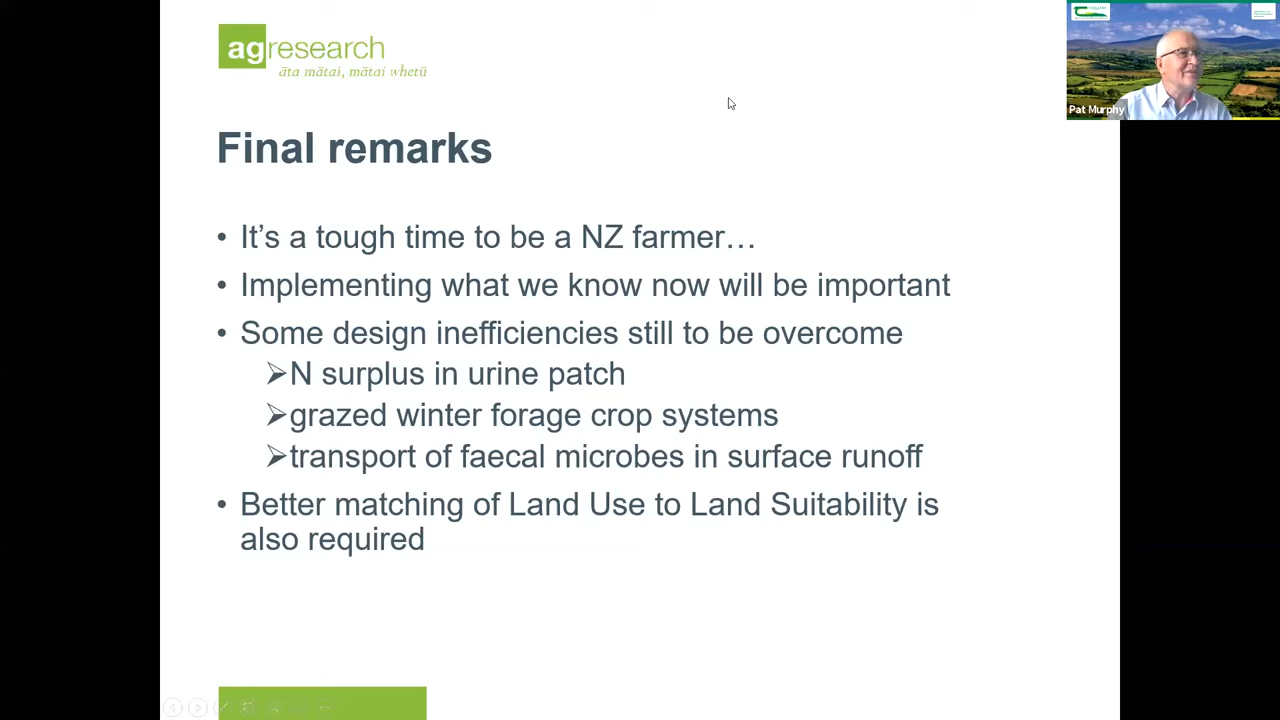 agresearch
āta mātai, mātai whetū
Pat Murphy
Final remarks
• It’s a tough time to be a NZ farmer…
• Implementing what we know now will be important
• Some design inefficiencies still to be overcome
➢N surplus in urine patch
➢grazed winter forage crop systems
➢transport of faecal microbes in surface runoff
• Better matching of Land Use to Land Suitability is
also required